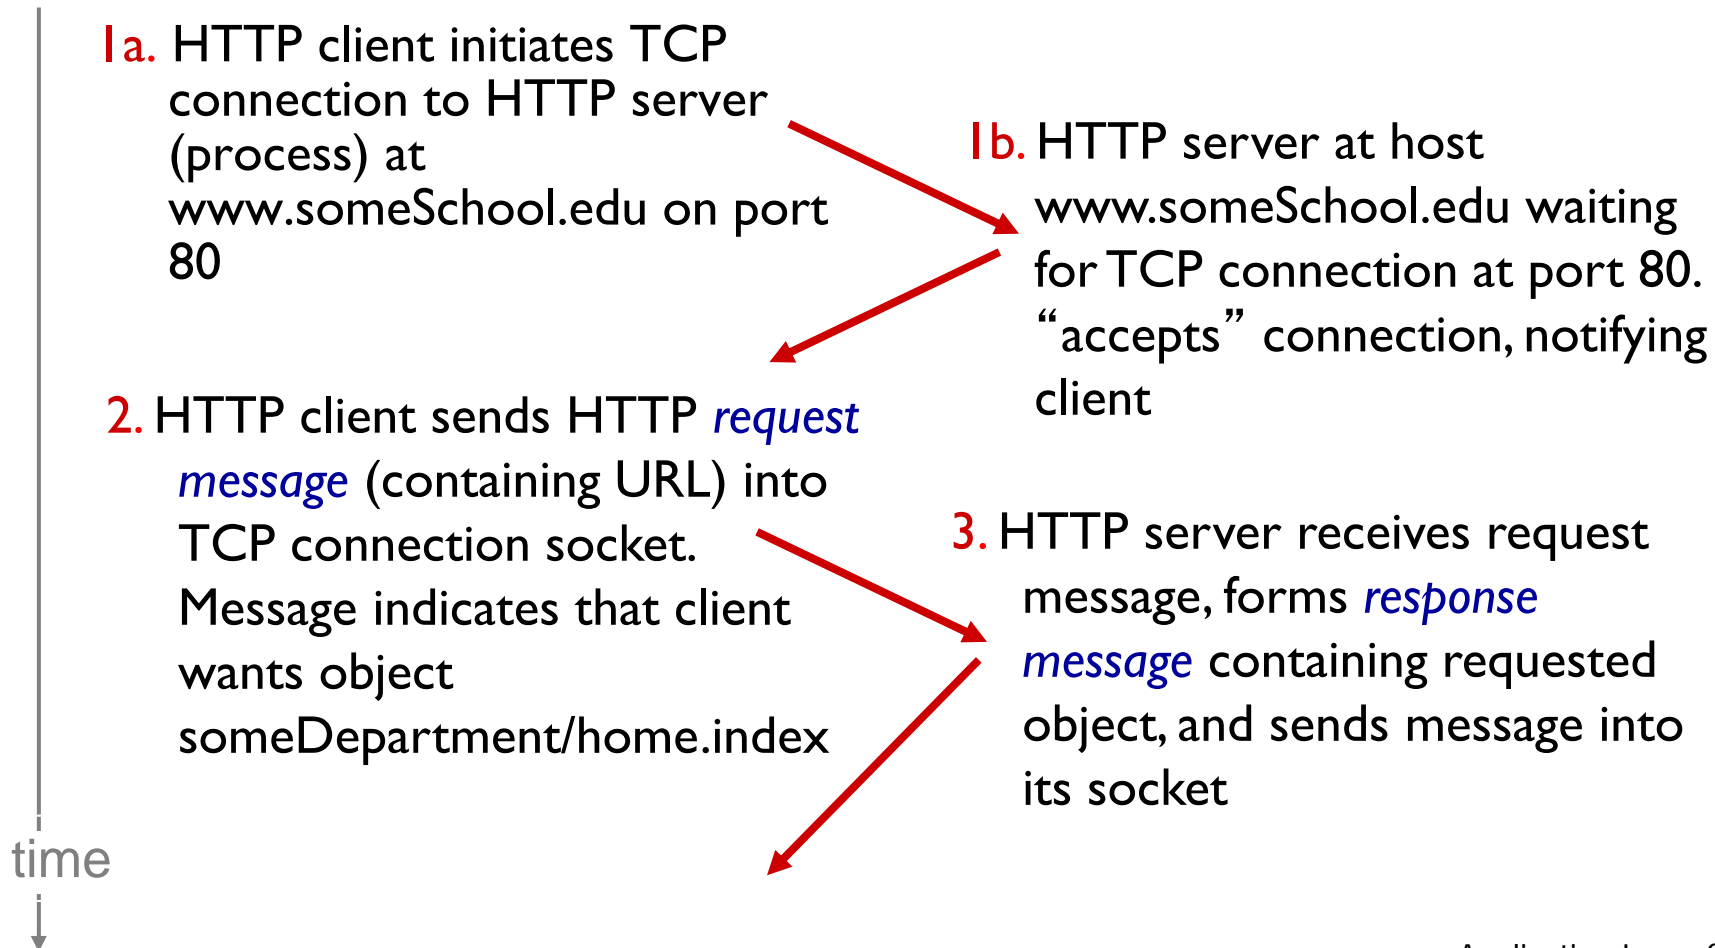 1a. HTTP client initiates TCP
connection to HTTP server
(process) at
www.someSchool.edu on port
80
1b. HTTP server at host
www.someSchool.edu waiting
for TCP connection at port 80.
“accepts” connection, notifying
client
2. HTTP client sends HTTP request
message (containing URL) into
TCP connection socket.
Message indicates that client
wants object
someDepartment/home.index
3. HTTP server receives request
message, forms response
message containing requested
object, and sends message into
its socket
time